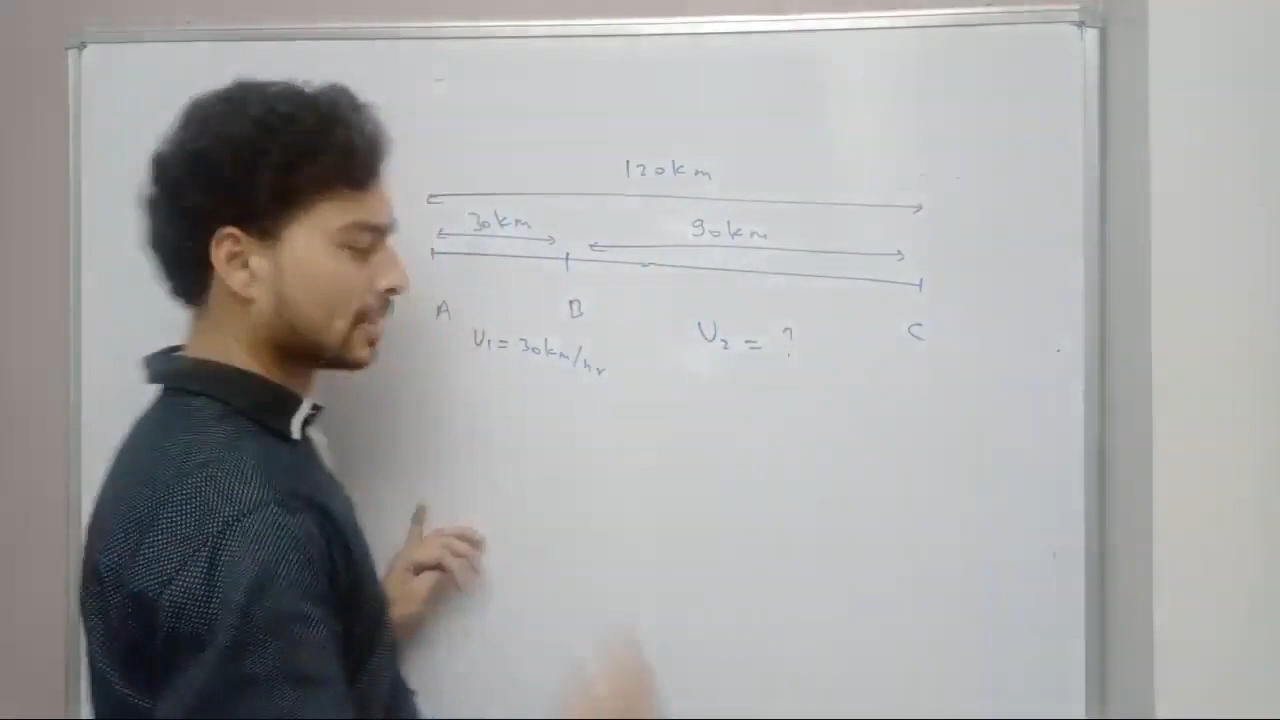 120km
30km 90km
A B C
V₁ = 30km/hr V₂ = ?